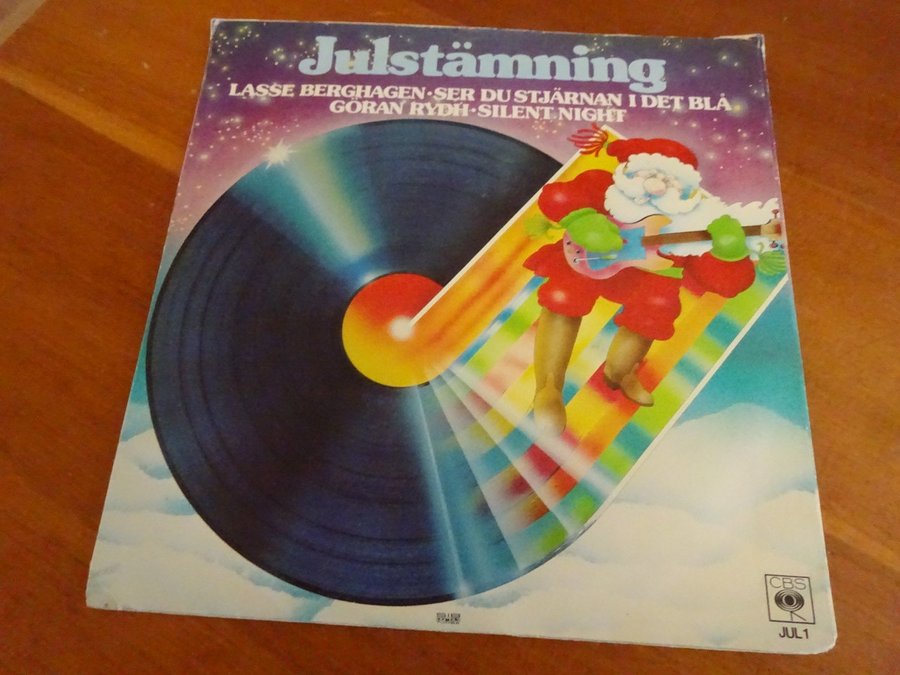 Julstämning
LASSE BERGHAGEN·SER DU STJÄRNAN I DET BLÅ
GÖRAN RYDH·SILENT NIGHT
CBS
JUL 1